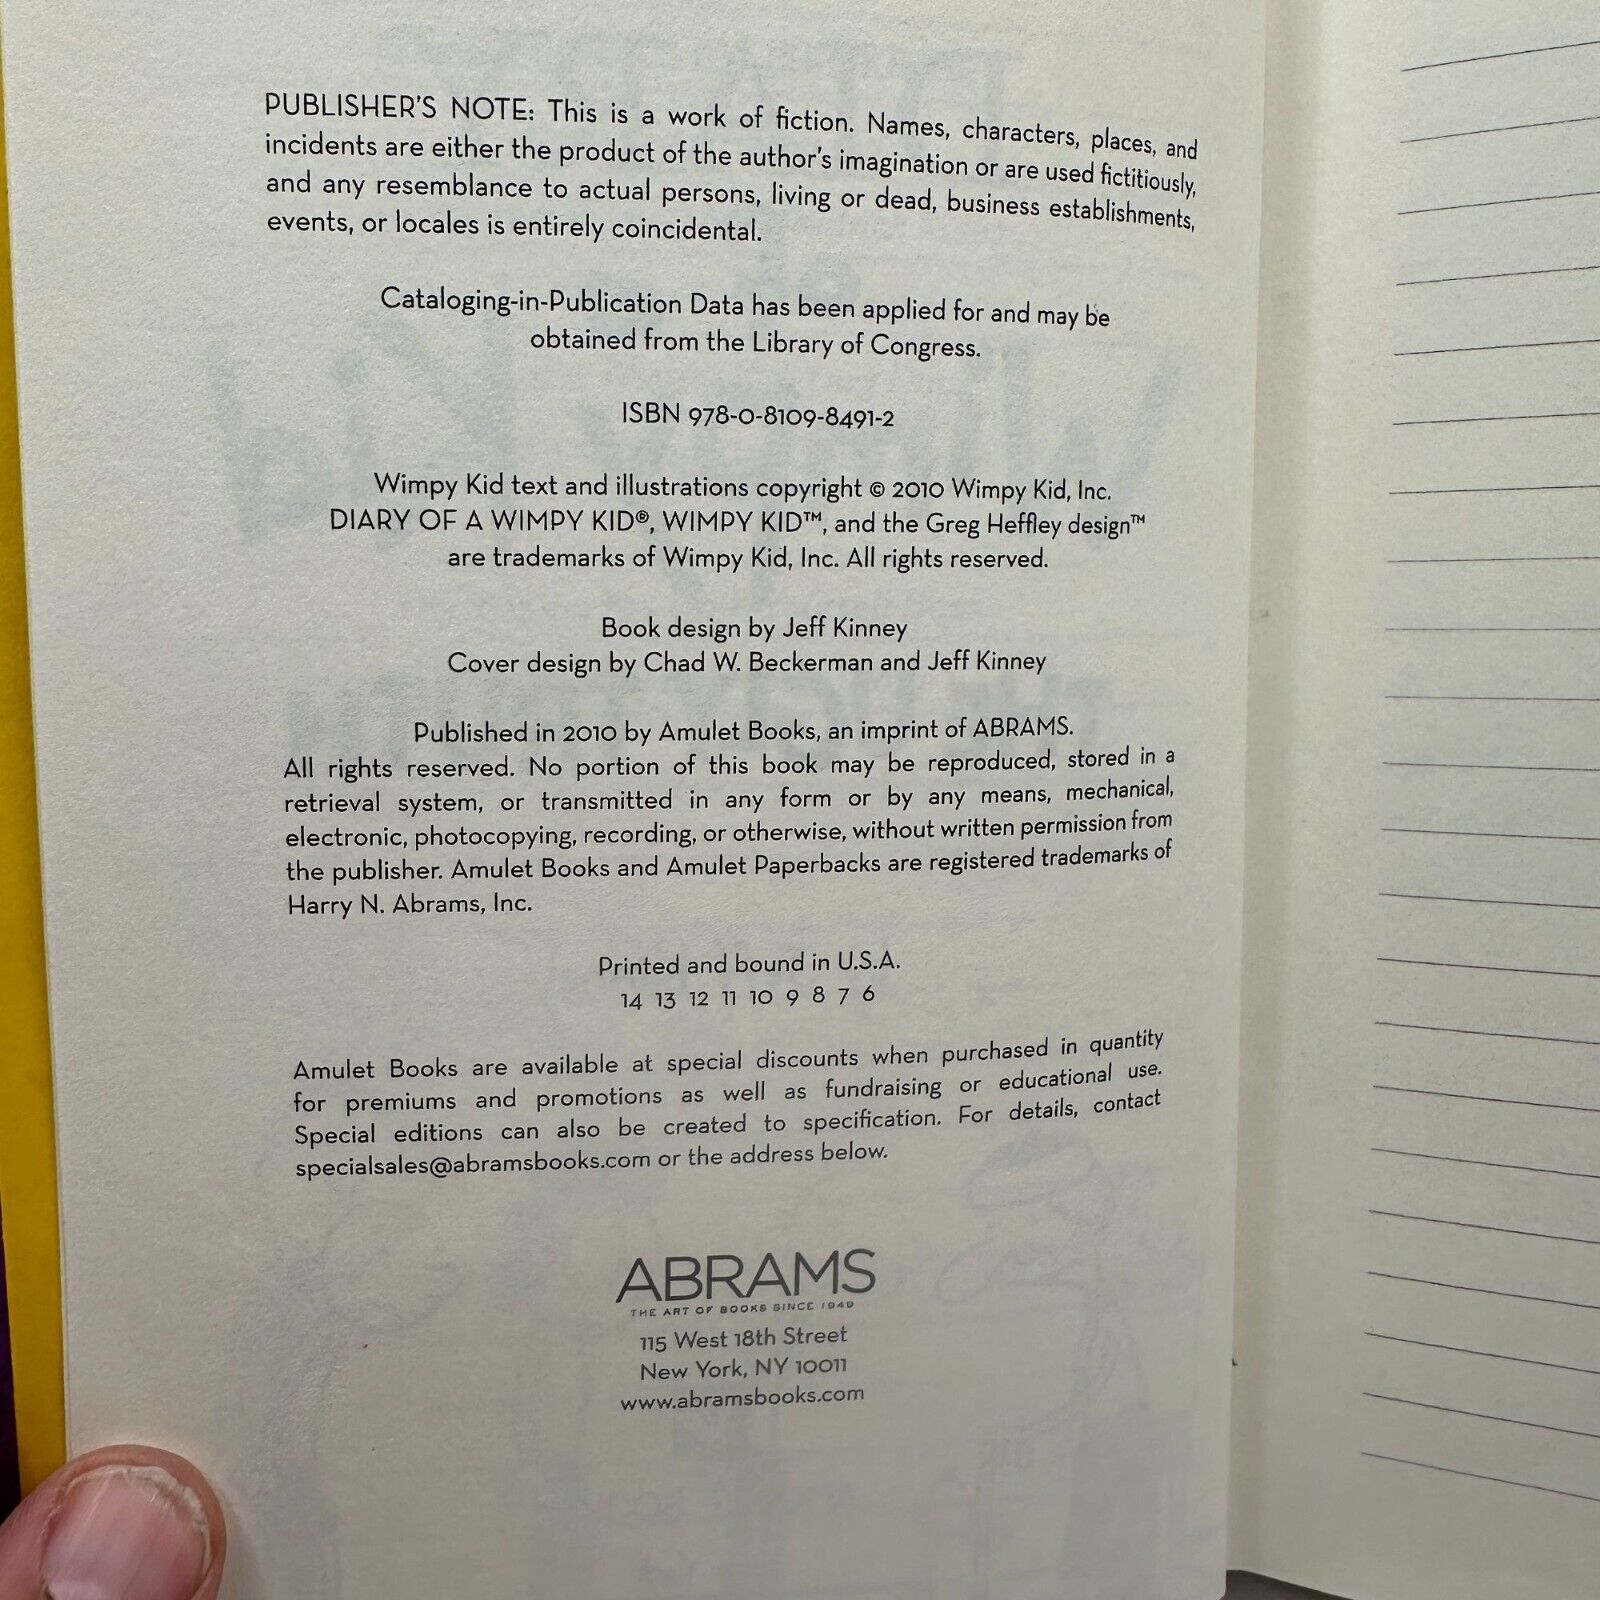 PUBLISHER'S NOTE: This is a work of fiction. Names, characters, places, and
incidents are either the product of the author's imagination or are used fictitiously,
and any resemblance to actual persons, living or dead, business establishments,
events, or locales is entirely coincidental.
Cataloging-in-Publication Data has been applied for and may be
obtained from the Library of Congress.
ISBN 978-0-8109-8491-2
Wimpy Kid text and illustrations copyright © 2010 Wimpy Kid, Inc.
DIARY OF A WIMPY KID®, WIMPY KID™, and the Greg Heffley design™
are trademarks of Wimpy Kid, Inc. All rights reserved.
Book design by Jeff Kinney
Cover design by Chad W. Beckerman and Jeff Kinney
Published in 2010 by Amulet Books, an imprint of ABRAMS.
All rights reserved. No portion of this book may be reproduced, stored in a
retrieval system, or transmitted in any form or by any means, mechanical,
electronic, photocopying, recording, or otherwise, without written permission from
the publisher. Amulet Books and Amulet Paperbacks are registered trademarks of
Harry N. Abrams, Inc.
Printed and bound in U.S.A.
14 13 12 11 10 9 8 7 6
Amulet Books are available at special discounts when purchased in quantity
for premiums and promotions as well as fundraising or educational use.
Special editions can also be created to specification. For details, contact
specialsales@abramsbooks.com or the address below.
ABRAMS
THE ART OF BOOKS SINCE 1949
115 West 18th Street
New York, NY 10011
www.abramsbooks.com